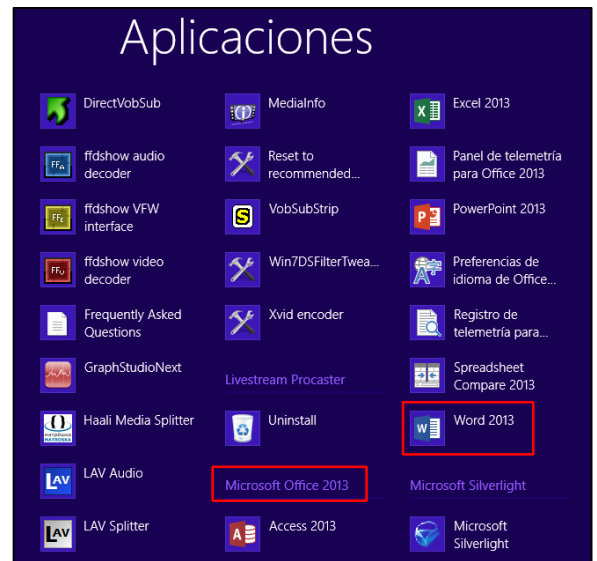 Aplicaciones
DirectVobSub
ffdshow audio
decoder
ffdshow VFW
interface
ffdshow video
decoder
Frequently Asked
Questions
GraphStudioNext
Haali Media Splitter
LAV Audio
LAV Splitter
MediaInfo
Reset to
recommended...
VobSubStrip
Win7DSFilterTwea...
Xvid encoder
Livestream Procaster
Uninstall
Microsoft Office 2013
Access 2013
Excel 2013
Panel de telemetría
para Office 2013
PowerPoint 2013
Preferencias de
idioma de Office...
Registro de
telemetría para...
Spreadsheet
Compare 2013
Word 2013
Microsoft Silverlight
Microsoft
Silverlight